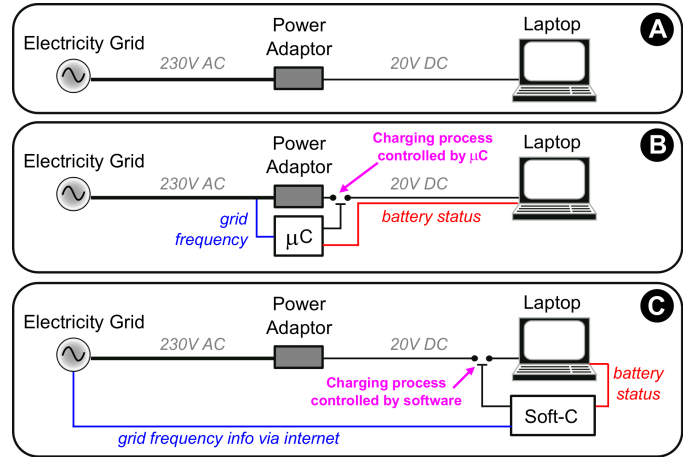 Electricity Grid
230V AC
Power
Adaptor
20V DC
Laptop
A
Electricity Grid
230V AC
Power
Adaptor
Charging process
controlled by μC
20V DC
Laptop
B
grid
frequency
μC
battery status
Electricity Grid
230V AC
Power
Adaptor
20V DC
Laptop
C
Charging process
controlled by software
battery
status
Soft-C
grid frequency info via internet